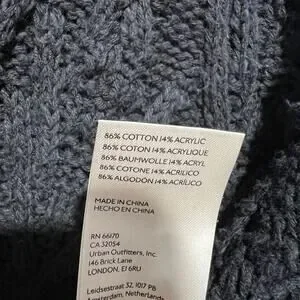 86% COTTON 14% ACRYLIC
86% COTON 14% ACRYLIQUE
86% BAUMWOLLE 14% ACRYL
86% COTONE 14% ACRILICO
86% ALGODÓN 14% ACRÍLICO
MADE IN CHINA
HECHO EN CHINA
RN 66170
CA 32054
Urban Outfitters, Inc.
146 Brick Lane
LONDON, E1 6RU
Leidsestraat 32, 1017 PB
Amsterdam, Netherlands